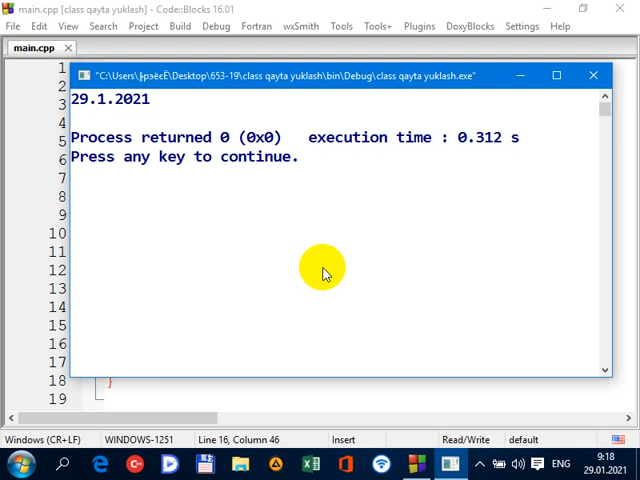 main.cpp [class qayta yuklash] - Code::Blocks 16.01
File Edit View Search Project Build Debug Fortran wxSmith Tools Tools+ Plugins DoxyBlocks Settings Help
main.cpp
"C:\Users\┼рэёєЁ\Desktop\653-19\class qayta yuklash\bin\Debug\class qayta yuklash.exe"
29.1.2021
Process returned 0 (0x0) execution time : 0.312 s
Press any key to continue.
1
2
3
4
5
6
7
8
9
10
11
12
13
14
15
16
17
18 }
19
Windows (CR+LF) WINDOWS-1251 Line 16, Column 46 Insert Read/Write default
ENG 9:18
29.01.2021